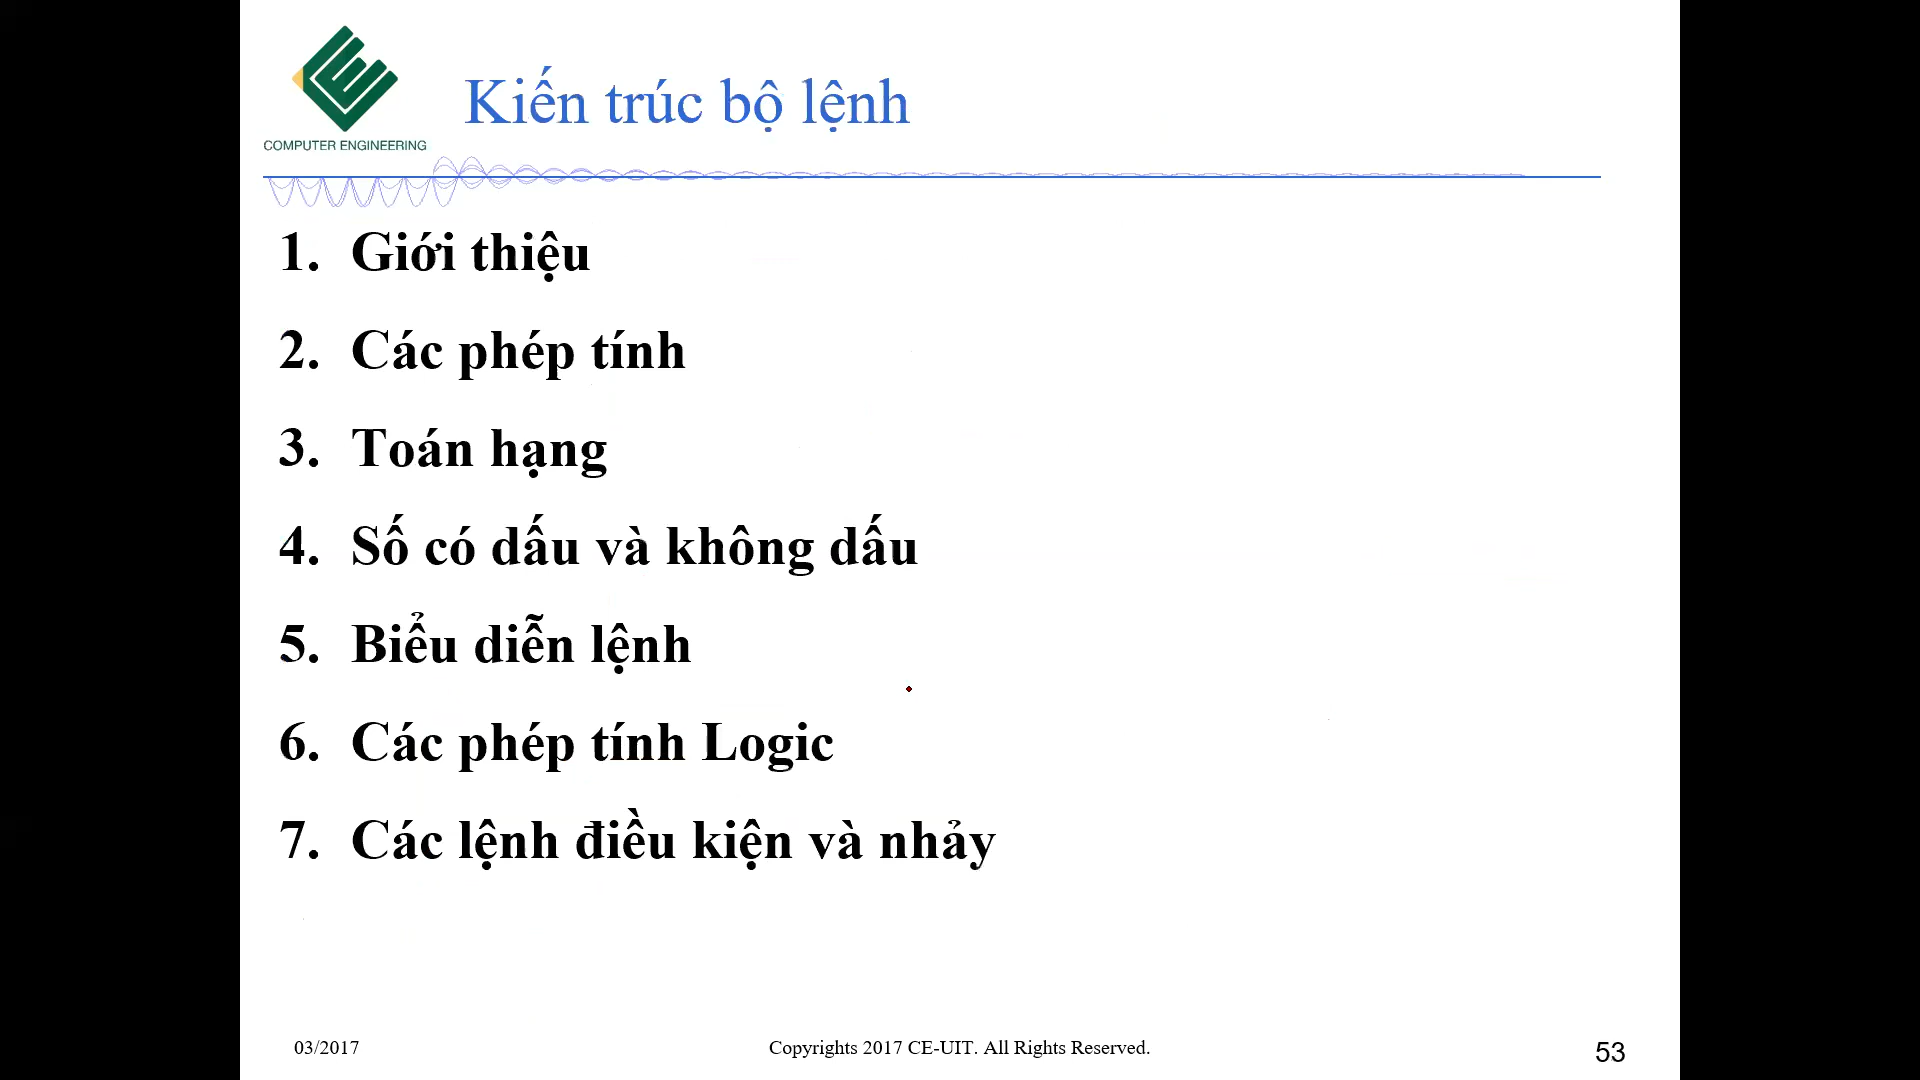 COMPUTER ENGINEERING
Kiến trúc bộ lệnh
1. Giới thiệu
2. Các phép tính
3. Toán hạng
4. Số có dấu và không dấu
5. Biểu diễn lệnh
6. Các phép tính Logic
7. Các lệnh điều kiện và nhảy
03/2017
Copyrights 2017 CE-UIT. All Rights Reserved.
53